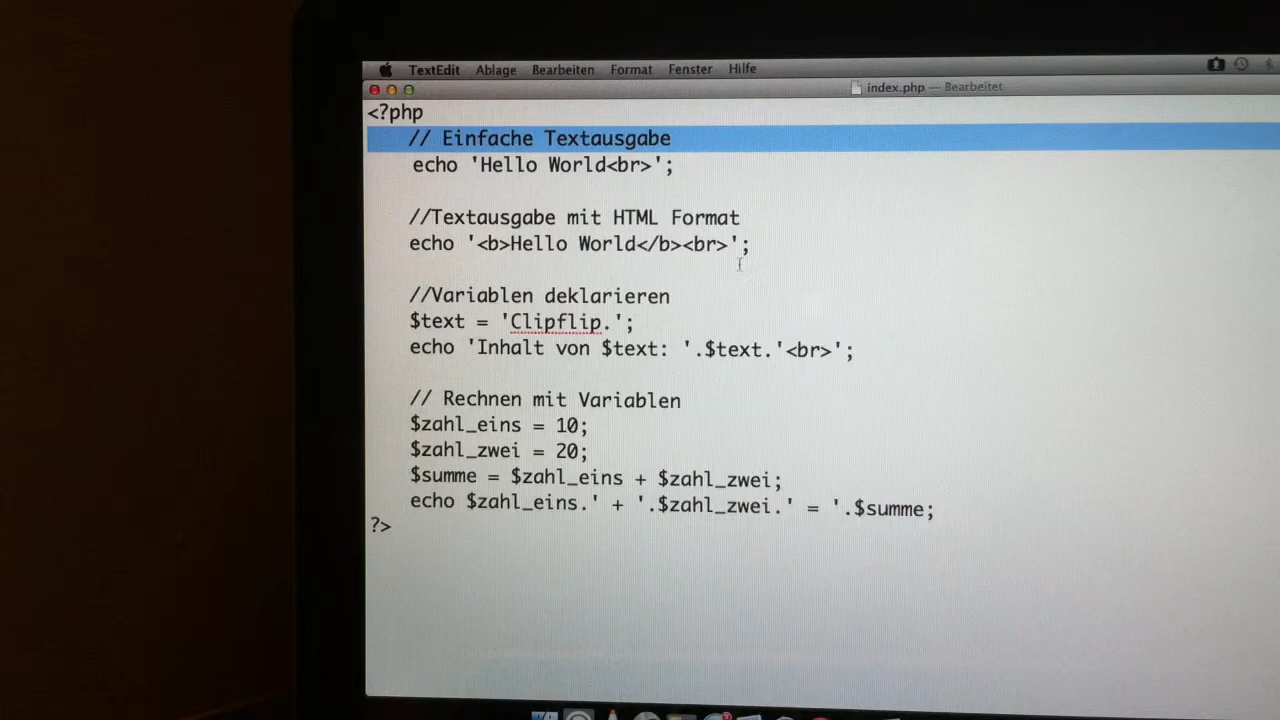 TextEdit Ablage Bearbeiten Format Fenster Hilfe
index.php — Bearbeitet
<?php
// Einfache Textausgabe
echo 'Hello World<br>';
//Textausgabe mit HTML Format
echo '<b>Hello World</b><br>';
//Variablen deklarieren
$text = 'Clipflip.';
echo 'Inhalt von $text: '.$text.'<br>';
// Rechnen mit Variablen
$zahl_eins = 10;
$zahl_zwei = 20;
$summe = $zahl_eins + $zahl_zwei;
echo $zahl_eins.' + '.$zahl_zwei.' = '.$summe;
?>